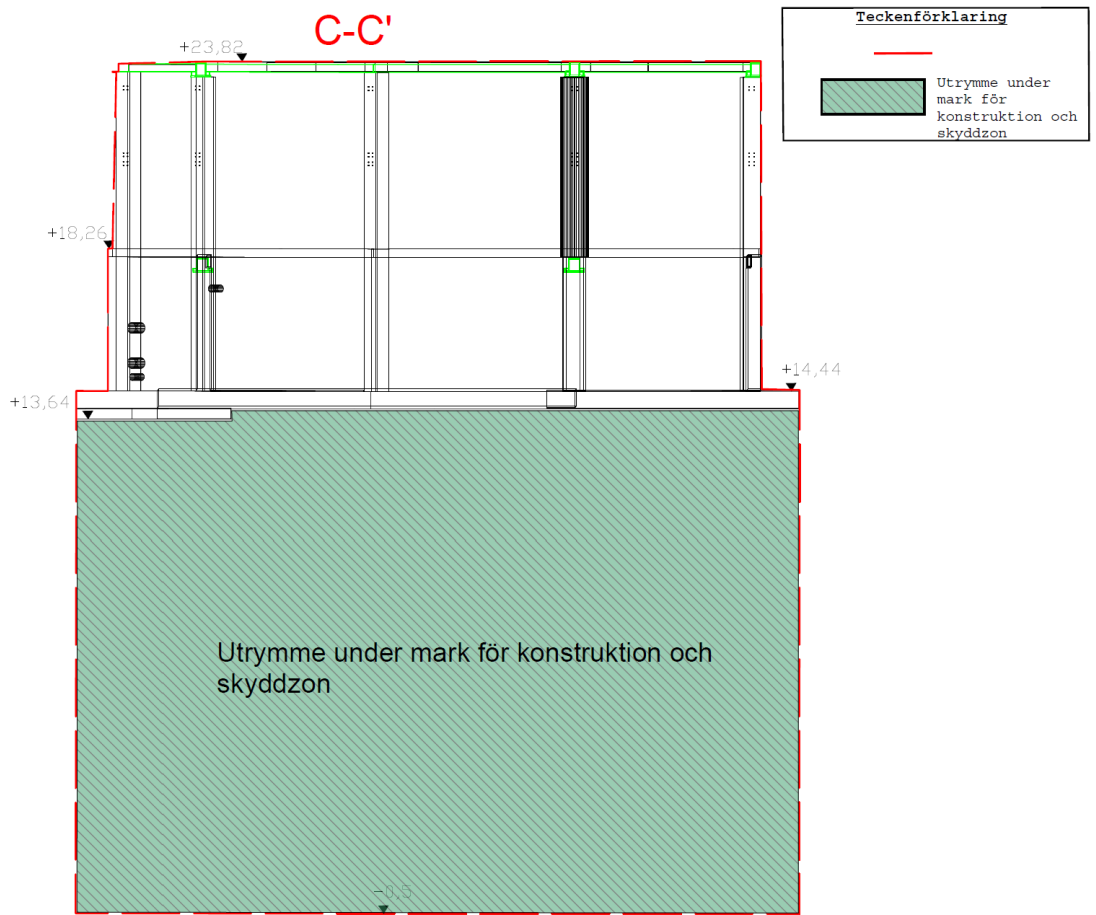 C-C'
+23,82
+18,26
+14,44
+13,64
Utrymme under mark för konstruktion och
skyddzon
-0,5
Teckenförklaring
Utrymme under
mark för
konstruktion och
skyddzon